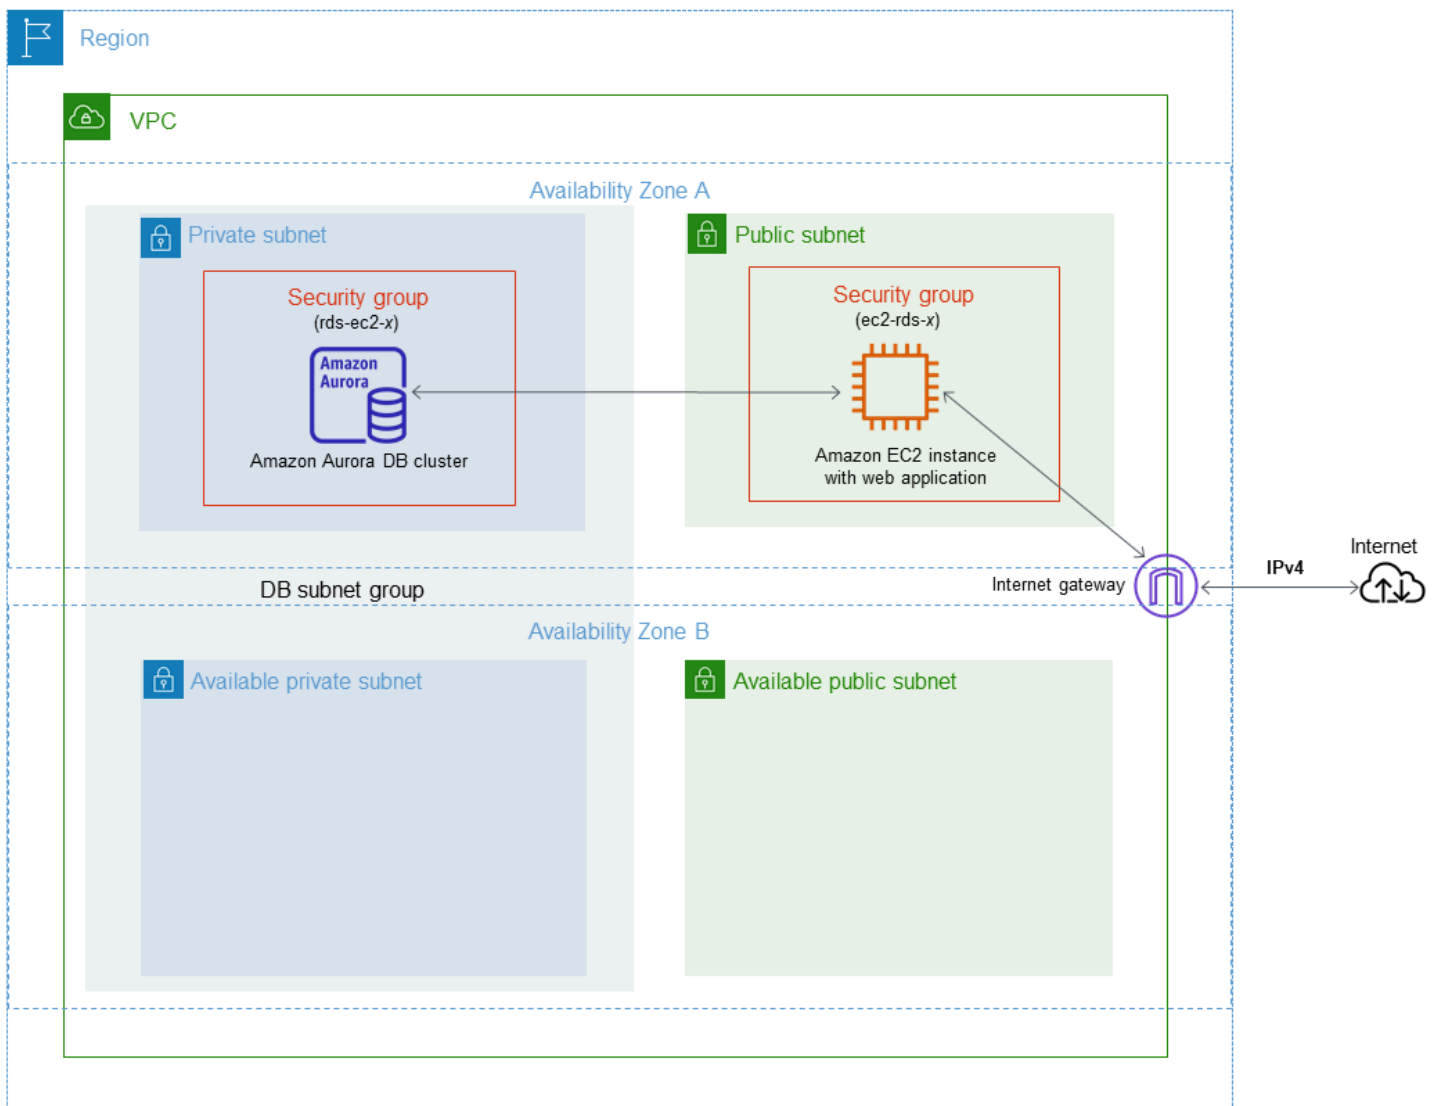 Region
VPC
Availability Zone A
Private subnet
Public subnet
Security group
(rds-ec2-x)
Amazon
Aurora
Amazon Aurora DB cluster
Security group
(ec2-rds-x)
Amazon EC2 instance
with web application
DB subnet group
Internet gateway
IPv4
Internet
Availability Zone B
Available private subnet
Available public subnet